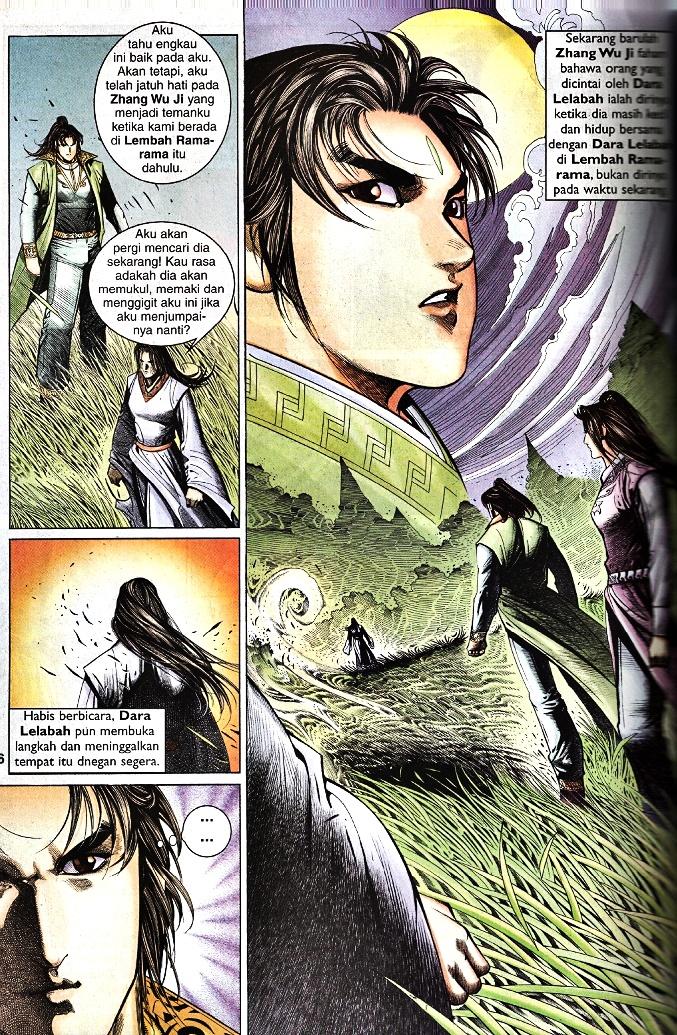 Aku
tahu engkau
ini baik pada aku.
Akan tetapi, aku
telah jatuh hati pada
Zhang Wu Ji yang
menjadi temanku
ketika kami berada
di Lembah Rama-
rama itu
dahulu.
Aku akan
pergi mencari dia
sekarang! Kau rasa
adakah dia akan
memukul, memaki dan
menggigit aku ini jika
aku menjumpai-
nya nanti?
Habis berbicara, Dara
Lelabah pun membuka
langkah dan meninggalkan
tempat itu dnegan segera.
6
...
...
Sekarang barulah
Zhang Wu Ji faham
bahawa orang yang
dicintai oleh Dara
Lelabah ialah dirinya
ketika dia masih kecil
dan hidup bersama
dengan Dara Lelabah
di Lembah Rama-
rama, bukan dirinya
pada waktu sekarang.